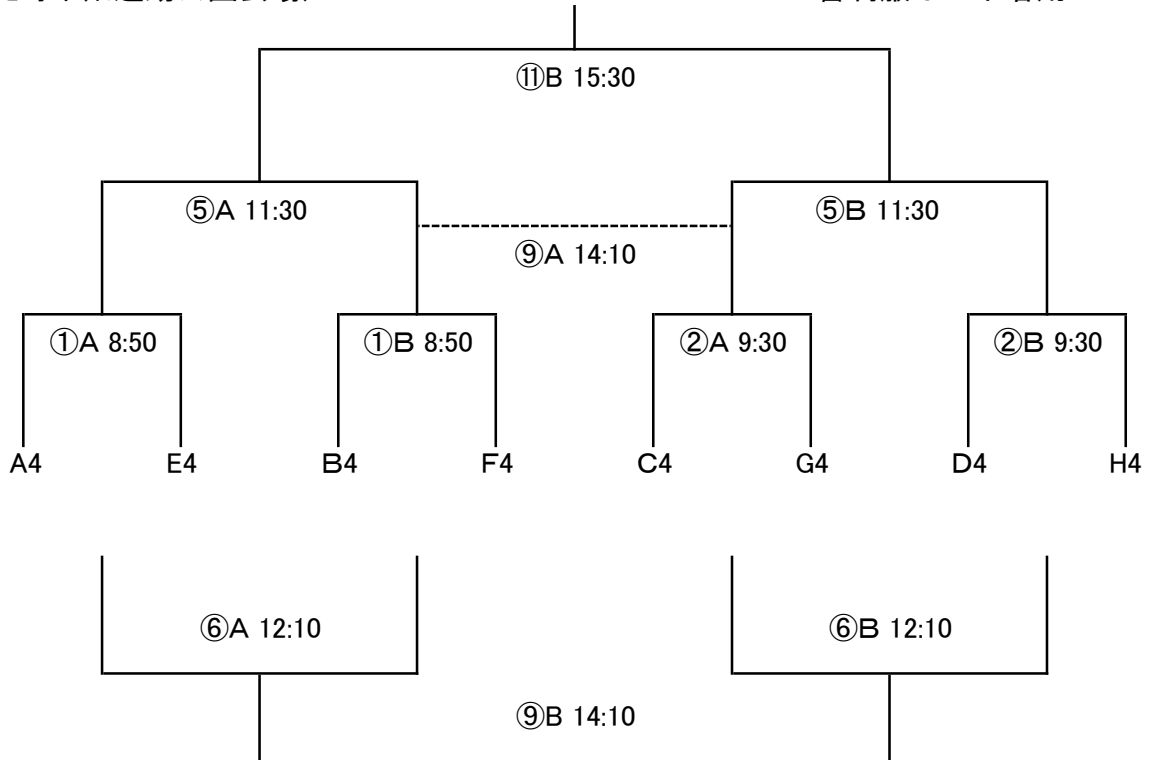 ⑪B 15:30
⑤A 11:30
⑤B 11:30
⑨A 14:10
①A 8:50
①B 8:50
②A 9:30
②B 9:30
A4
E4
B4
F4
C4
G4
D4
H4
⑥A 12:10
⑥B 12:10
⑨B 14:10